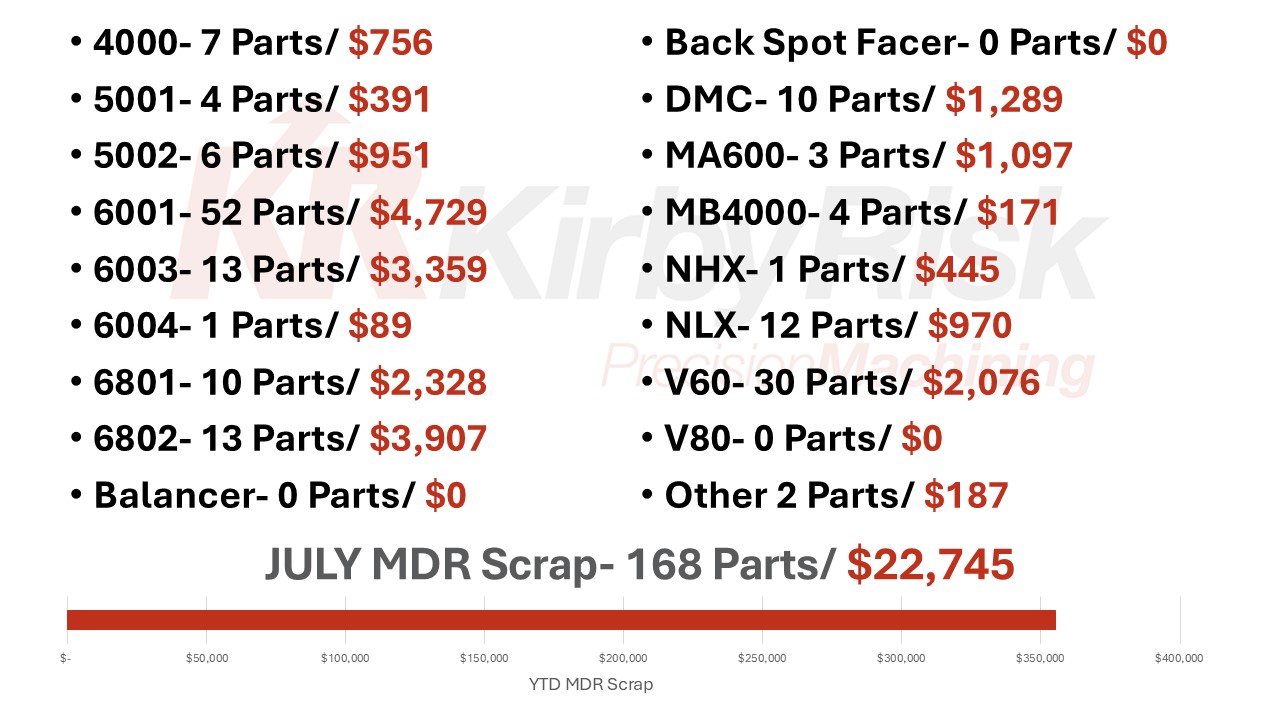 • 4000- 7 Parts/ $756
• 5001- 4 Parts/ $391
• 5002- 6 Parts/ $951
• 6001- 52 Parts/ $4,729
• 6003- 13 Parts/ $3,359
• 6004- 1 Parts/ $89
• 6801- 10 Parts/ $2,328
• 6802- 13 Parts/ $3,907
• Balancer- 0 Parts/ $0
• Back Spot Facer- 0 Parts/ $0
• DMC- 10 Parts/ $1,289
• MA600- 3 Parts/ $1,097
• MB4000- 4 Parts/ $171
• NHX- 1 Parts/ $445
• NLX- 12 Parts/ $970
• V60- 30 Parts/ $2,076
• V80- 0 Parts/ $0
• Other 2 Parts/ $187
KR KirbyRisk
PrecisionMachining
JULY MDR Scrap- 168 Parts/ $22,745
$- $50,000 $100,000 $150,000 $200,000 $250,000 $300,000 $350,000 $400,000
YTD MDR Scrap